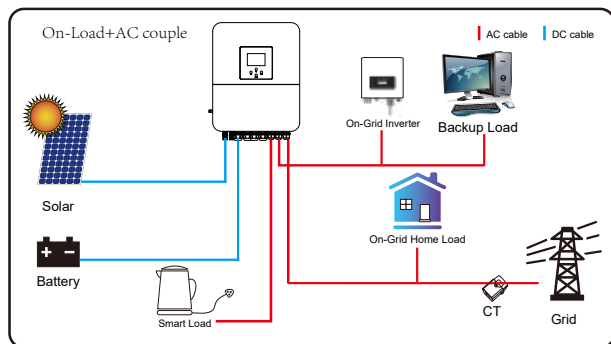 On-Load+AC couple
AC cable
DC cable
On-Grid Inverter
Backup Load
Solar
On-Grid Home Load
Battery
Smart Load
CT
Grid